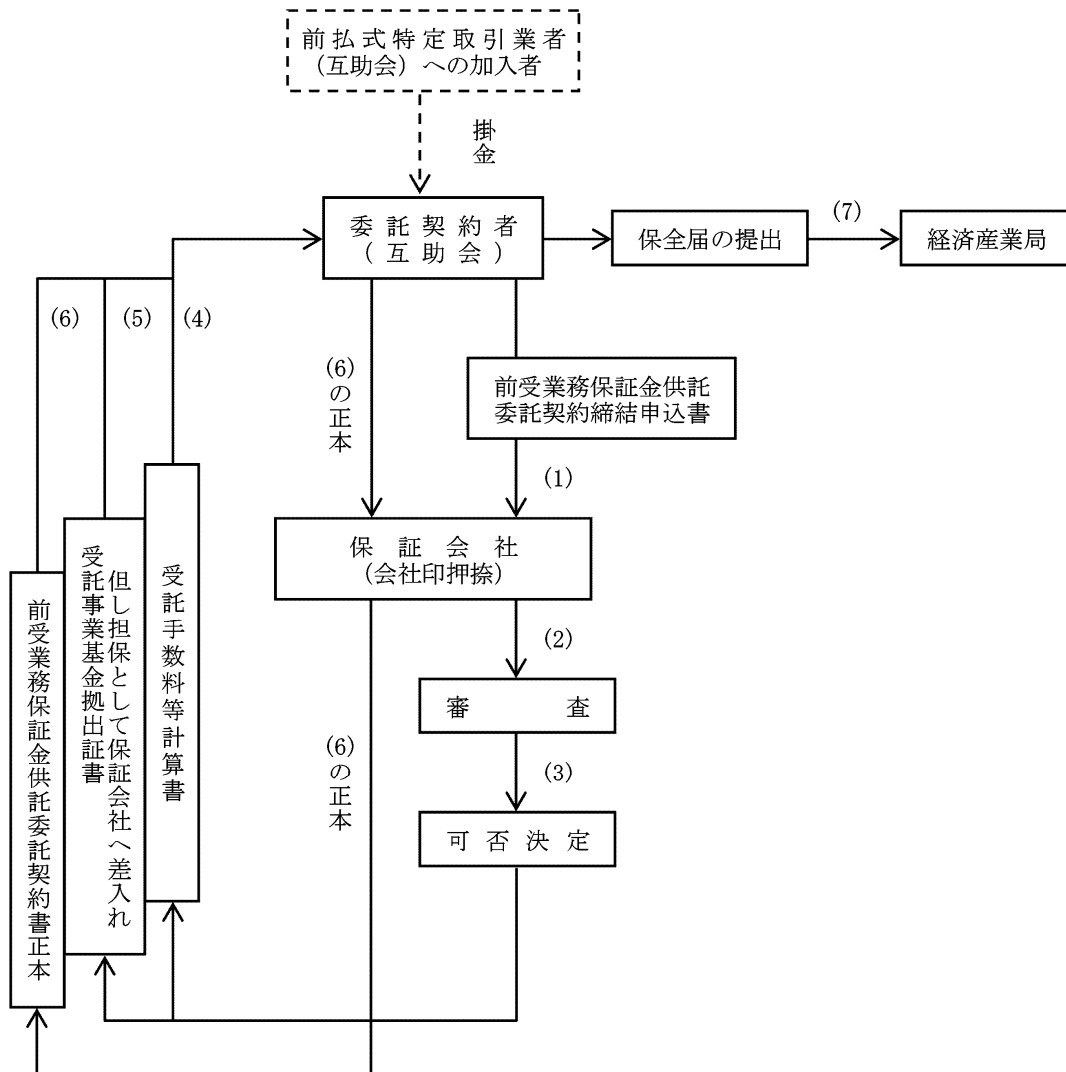 前払式特定取引業者
(互助会)への加入者
掛金
委託契約者
(互助会)
保全届の提出
(7)
経済産業局
(6)
(5)
(4)
(6)の正本
前受業務保証金供託
委託契約締結申込書
(1)
保証会社
(会社印押捺)
(2)
審査
(6)の正本
(3)
可否決定
受託手数料等計算書
受託事業基金拠出証書
但し担保として保証会社へ差入れ
前受業務保証金供託委託契約書正本